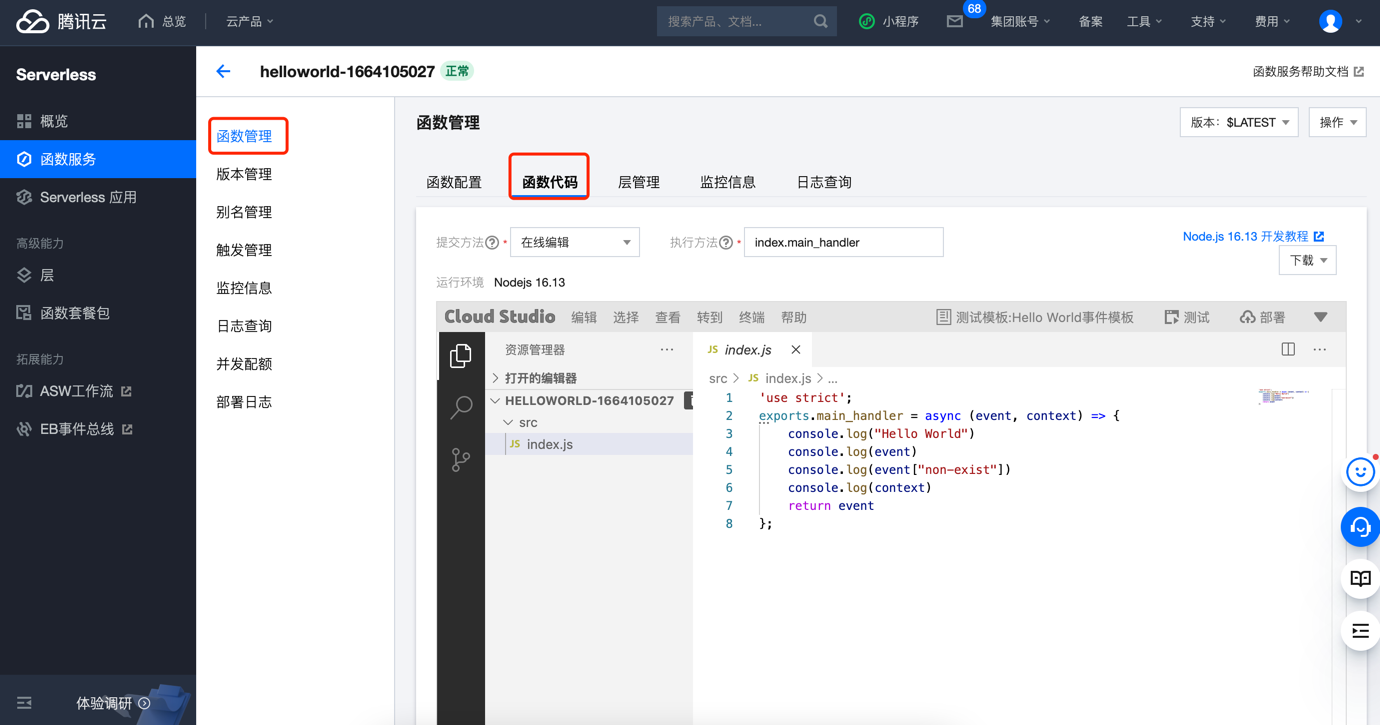 腾讯云 总览 云产品 搜索产品、文档... 小程序 68 集团账号 备案 工具 支持 费用
Serverless
概览
函数服务
Serverless 应用
高级能力
层
函数套餐包
拓展能力
ASW工作流
EB事件总线
体验调研
helloworld-1664105027 正常 函数服务帮助文档
函数管理
版本管理
别名管理
触发管理
监控信息
日志查询
并发配额
部署日志
函数管理 版本: $LATEST 操作
函数配置 函数代码 层管理 监控信息 日志查询
提交方法 * 在线编辑 执行方法 * index.main_handler Node.js 16.13 开发教程
下载
运行环境 Nodejs 16.13
Cloud Studio 编辑 选择 查看 转到 终端 帮助 测试模板:Hello World事件模板 测试 部署
资源管理器 ...
打开的编辑器
HELLOWORLD-1664105027
src
JS index.js
JS index.js ...
src > JS index.js > ...
1 'use strict';
2 exports.main_handler = async (event, context) => {
3 console.log("Hello World")
4 console.log(event)
5 console.log(event["non-exist"])
6 console.log(context)
7 return event
8 };